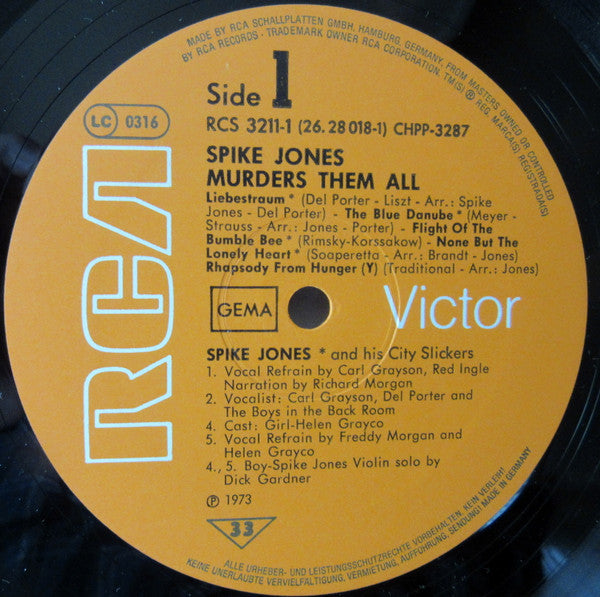 MADE BY RCA SCHALLPLATTEN GMBH, HAMBURG, GERMANY, FROM MASTERS OWNED OR CONTROLLED
BY RCA RECORDS · TRADEMARK OWNER RCA CORPORATION, TM(S) ® REG. MARCA(S) REGISTRADA(S)
Side 1
LC 0316
RCS 3211-1 (26.28 018-1) CHPP-3287
SPIKE JONES
MURDERS THEM ALL
Liebestraum * (Del Porter - Liszt - Arr.: Spike
Jones - Del Porter) - The Blue Danube * (Meyer -
Strauss - Arr.: Jones - Porter) - Flight Of The
Bumble Bee * (Rimsky-Korssakow) - None But The
Lonely Heart * (Soaperetta - Arr.: Brandt - Jones)
Rhapsody From Hunger (Y) (Traditional - Arr.: Jones)
RCA
GEMA
Victor
SPIKE JONES * and his City Slickers
1. Vocal Refrain by Carl Grayson, Red Ingle
Narration by Richard Morgan
2. Vocalist: Carl Grayson, Del Porter and
The Boys in the Back Room
4. Cast: Girl-Helen Grayco
5. Vocal Refrain by Freddy Morgan and
Helen Grayco
4., 5. Boy-Spike Jones Violin solo by
Dick Gardner
℗ 1973
33
ALLE URHEBER- UND LEISTUNGSSCHUTZRECHTE VORBEHALTEN. KEIN VERLEIH!
KEINE UNERLAUBTE VERVIELFÄLTIGUNG, VERMIETUNG, AUFFÜHRUNG, SENDUNG! MADE IN GERMANY